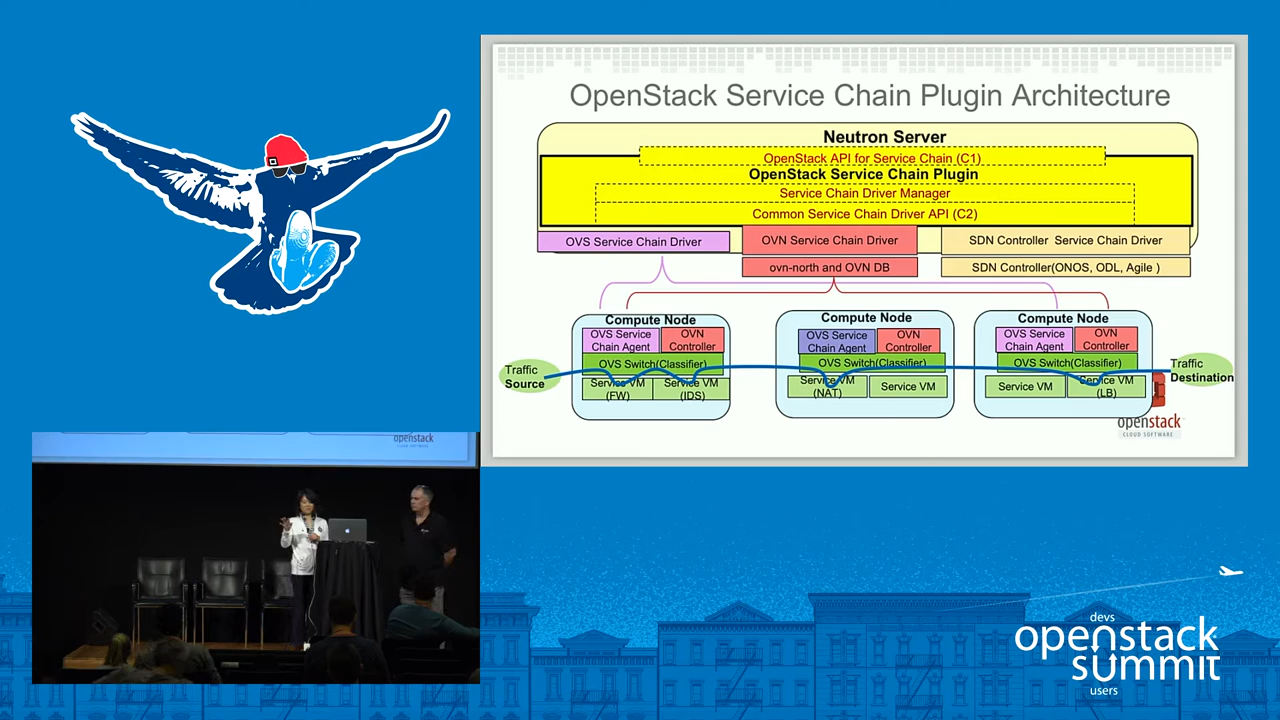 OpenStack Service Chain Plugin Architecture
Neutron Server
OpenStack API for Service Chain (C1)
OpenStack Service Chain Plugin
Service Chain Driver Manager
Common Service Chain Driver API (C2)
OVS Service Chain Driver
OVN Service Chain Driver
SDN Controller Service Chain Driver
ovn-north and OVN DB
SDN Controller(ONOS, ODL, Agile )
Compute Node
OVS Service
Chain Agent
OVN
Controller
OVS Switch(Classifier)
Service VM
(FW)
Service VM
(IDS)
Compute Node
OVS Service
Chain Agent
OVN
Controller
OVS Switch(Classifier)
Service VM
(NAT)
Service VM
Compute Node
OVS Service
Chain Agent
OVN
Controller
OVS Switch(Classifier)
Service VM
Service VM
(LB)
Traffic
Source
Traffic
Destination
openstack
CLOUD SOFTWARE
openstack
CLOUD SOFTWARE
devs
openstack
summit
users